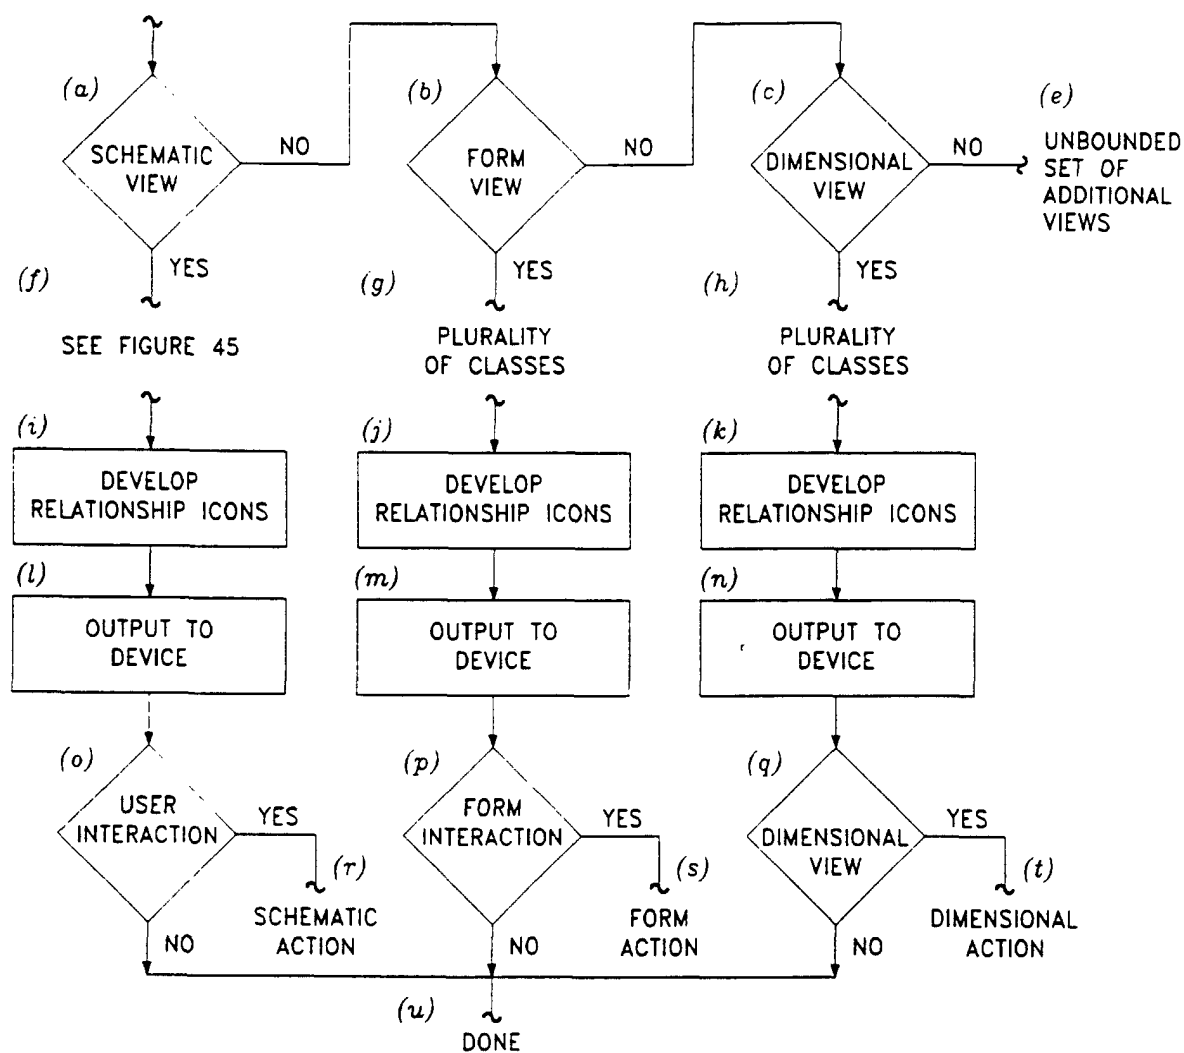 (a)
SCHEMATIC
VIEW
NO
YES
(b)
FORM
VIEW
NO
YES
(c)
DIMENSIONAL
VIEW
NO
YES
(e)
UNBOUNDED
SET OF
ADDITIONAL
VIEWS
(f)
SEE FIGURE 45
(g)
PLURALITY
OF CLASSES
(h)
PLURALITY
OF CLASSES
(i)
DEVELOP
RELATIONSHIP ICONS
(j)
DEVELOP
RELATIONSHIP ICONS
(k)
DEVELOP
RELATIONSHIP ICONS
(l)
OUTPUT TO
DEVICE
(m)
OUTPUT TO
DEVICE
(n)
OUTPUT TO
DEVICE
(o)
USER
INTERACTION
YES
(r)
SCHEMATIC
ACTION
NO
(p)
FORM
INTERACTION
YES
(s)
FORM
ACTION
NO
(q)
DIMENSIONAL
VIEW
YES
(t)
DIMENSIONAL
ACTION
NO
(u)
DONE